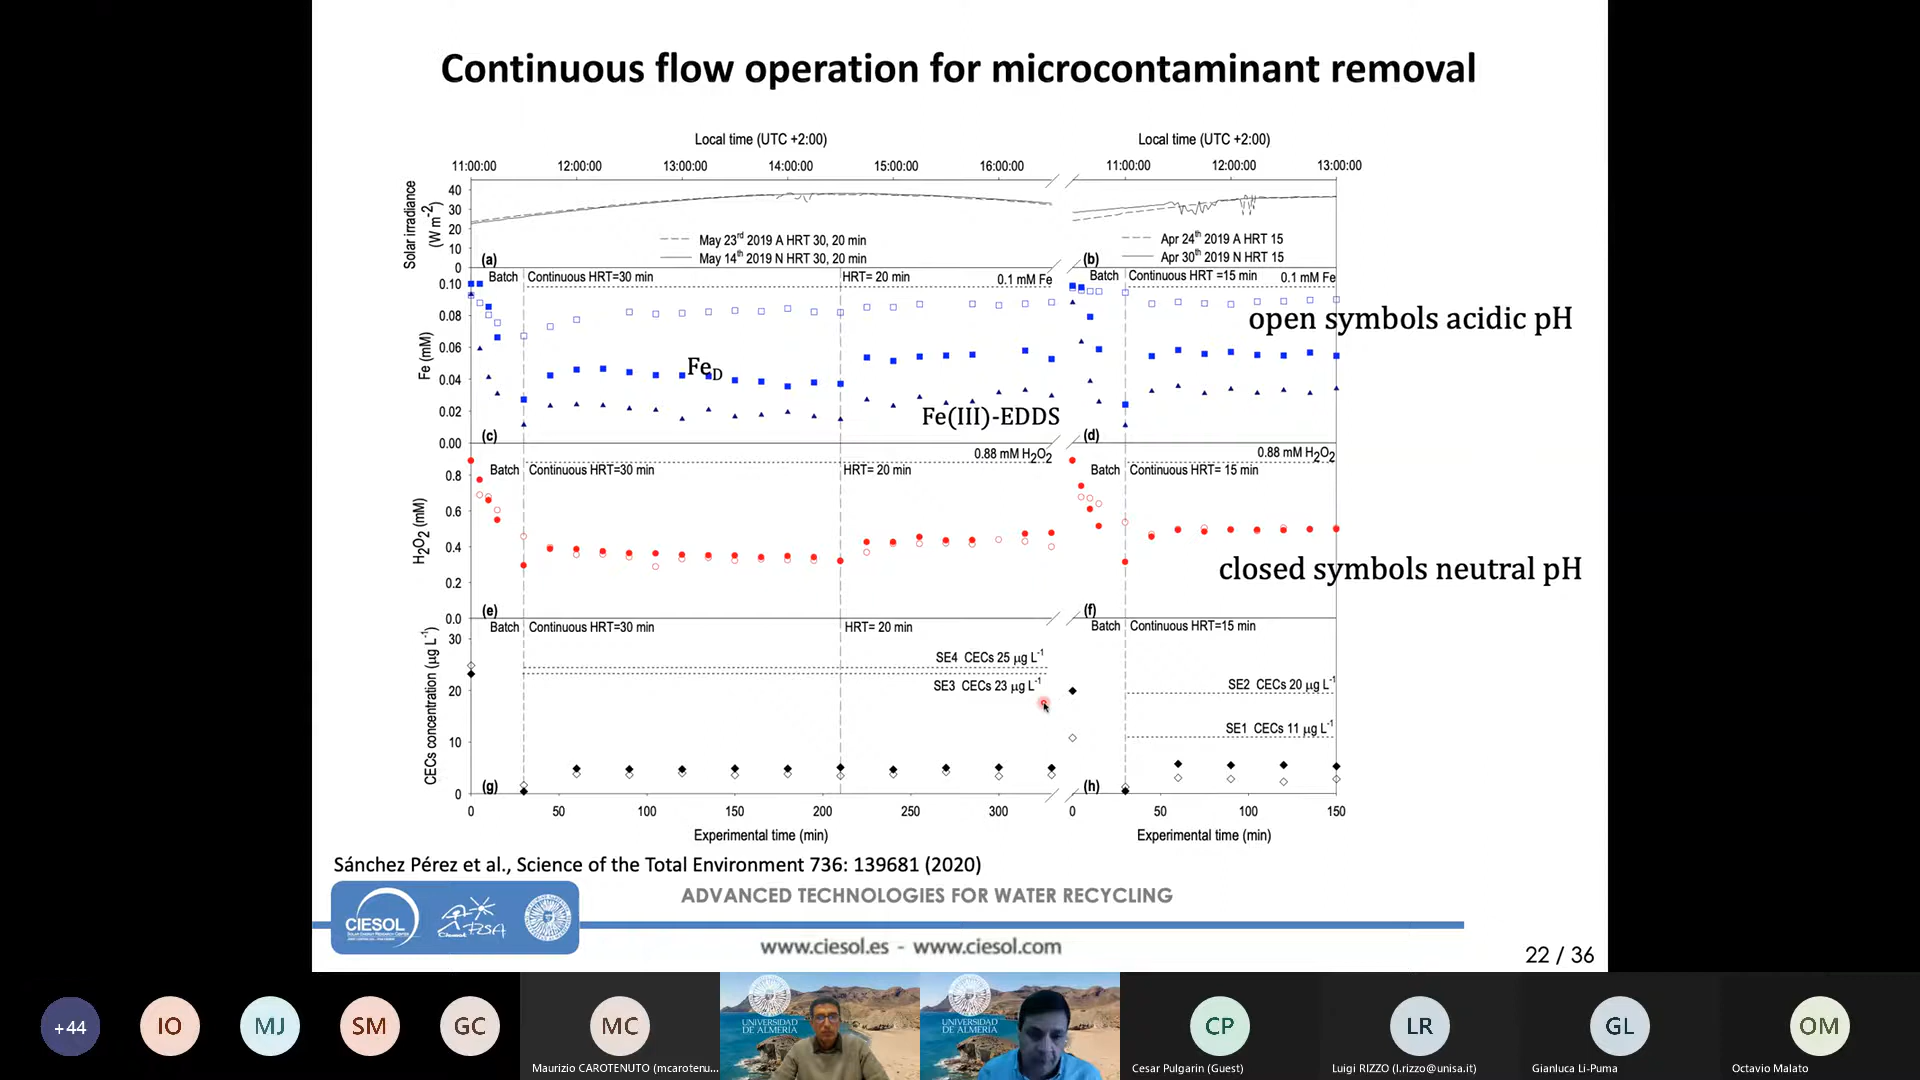 Continuous flow operation for microcontaminant removal
Local time (UTC +2:00)
Local time (UTC +2:00)
11:00:00 12:00:00 13:00:00 14:00:00 15:00:00 16:00:00 11:00:00 12:00:00 13:00:00
Solar irradiance
(W m-2)
40
30
20
10
0
May 23rd 2019 A HRT 30, 20 min
May 14th 2019 N HRT 30, 20 min
(a)
Apr 24th 2019 A HRT 15
Apr 30th 2019 N HRT 15
(b)
Batch Continuous HRT=30 min HRT= 20 min 0.1 mM Fe
Batch Continuous HRT =15 min 0.1 mM Fe
Fe (mM)
0.10
0.08
0.06
0.04
0.02
0.00
open symbols acidic pH
FeD
Fe(III)-EDDS
(c)
(d)
0.88 mM H2O2
0.88 mM H2O2
Batch Continuous HRT=30 min HRT= 20 min
Batch Continuous HRT= 15 min
H2O2 (mM)
0.8
0.6
0.4
0.2
0.0
closed symbols neutral pH
(e)
(f)
Batch Continuous HRT=30 min HRT= 20 min
Batch Continuous HRT=15 min
CECs concentration (µg L-1)
30
20
10
0
SE4 CECs 25 µg L-1
SE3 CECs 23 µg L-1
SE2 CECs 20 µg L-1
SE1 CECs 11 µg L-1
(g)
(h)
0 50 100 150 200 250 300 0 50 100 150
Experimental time (min)
Experimental time (min)
Sánchez Pérez et al., Science of the Total Environment 736: 139681 (2020)
ADVANCED TECHNOLOGIES FOR WATER RECYCLING
CIESOL
PSA
www.ciesol.es - www.ciesol.com
22 / 36
+44
IO
MJ
SM
GC
MC
Maurizio CAROTENUTO (mcarotenu...
UNIVERSIDAD
DE ALMERÍA
UNIVERSIDAD
DE ALMERÍA
CP
Cesar Pulgarin (Guest)
LR
Luigi RIZZO (l.rizzo@unisa.it)
GL
Gianluca Li-Puma
OM
Octavio Malato